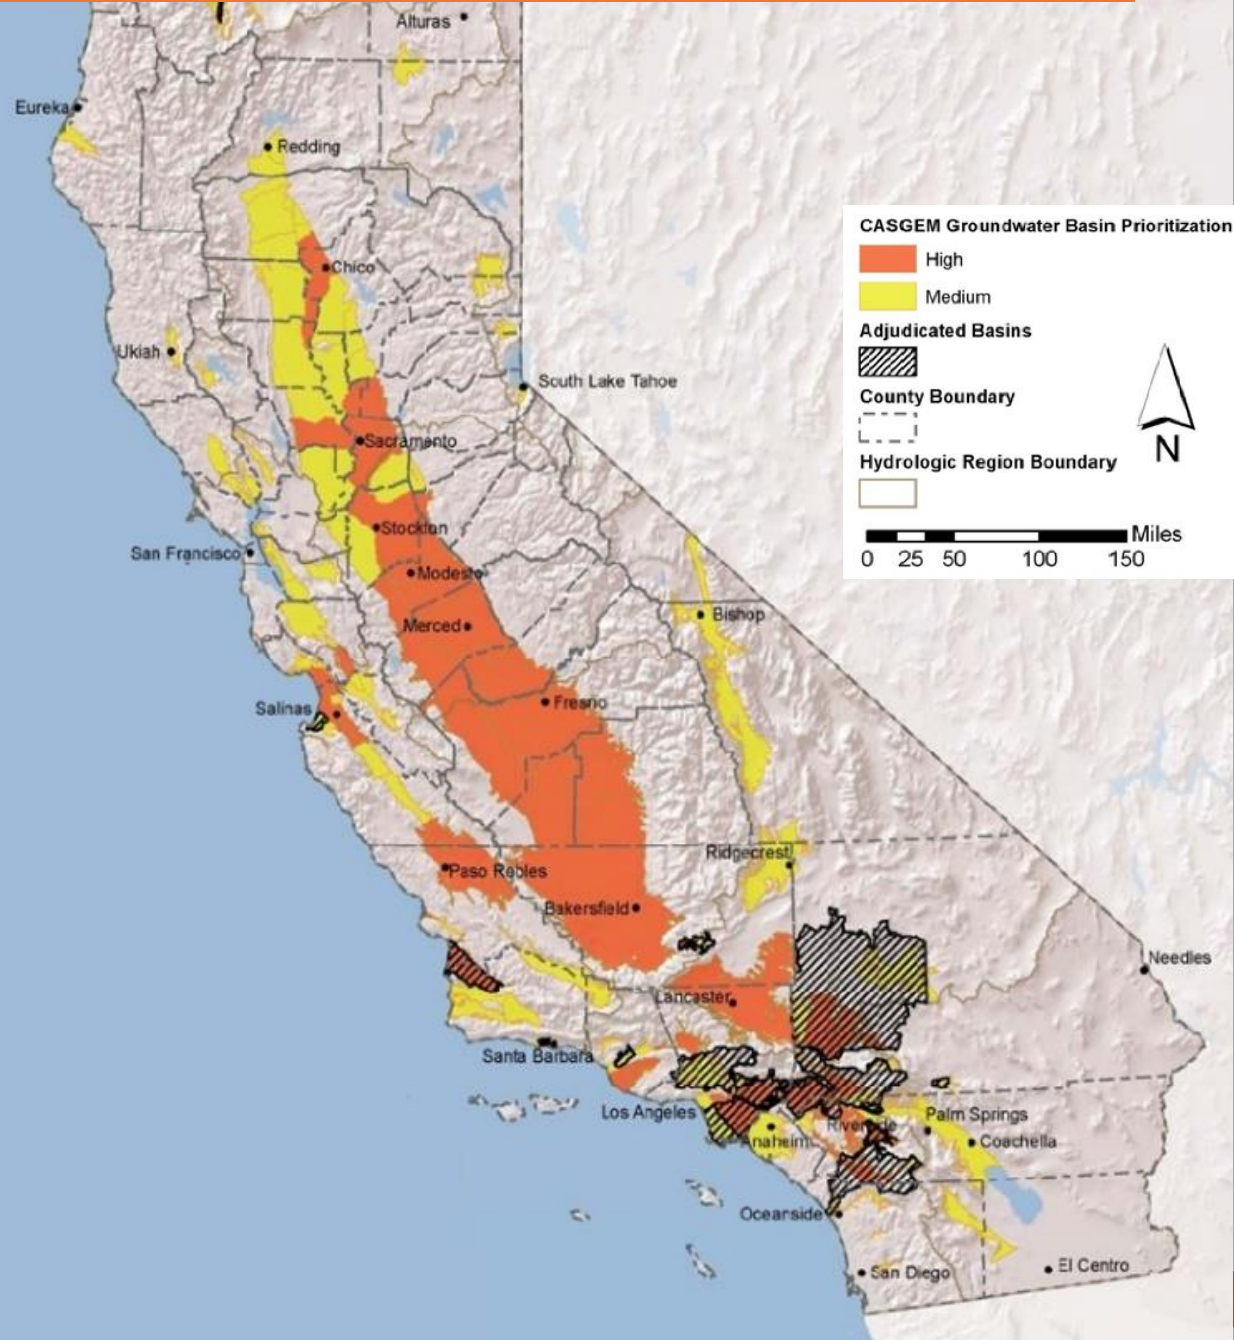 Alturas
Eureka
Redding
Chico
Ukiah
South Lake Tahoe
Sacramento
Stockton
San Francisco
Modesto
Bishop
Merced
Salinas
Fresno
Ridgecrest
Paso Robles
Bakersfield
Needles
Lancaster
Santa Barbara
Los Angeles
Palm Springs
Riverside
Anaheim
Coachella
Oceanside
San Diego
El Centro
CASGEM Groundwater Basin Prioritization
High
Medium
Adjudicated Basins
County Boundary
Hydrologic Region Boundary
N
Miles
0 25 50 100 150